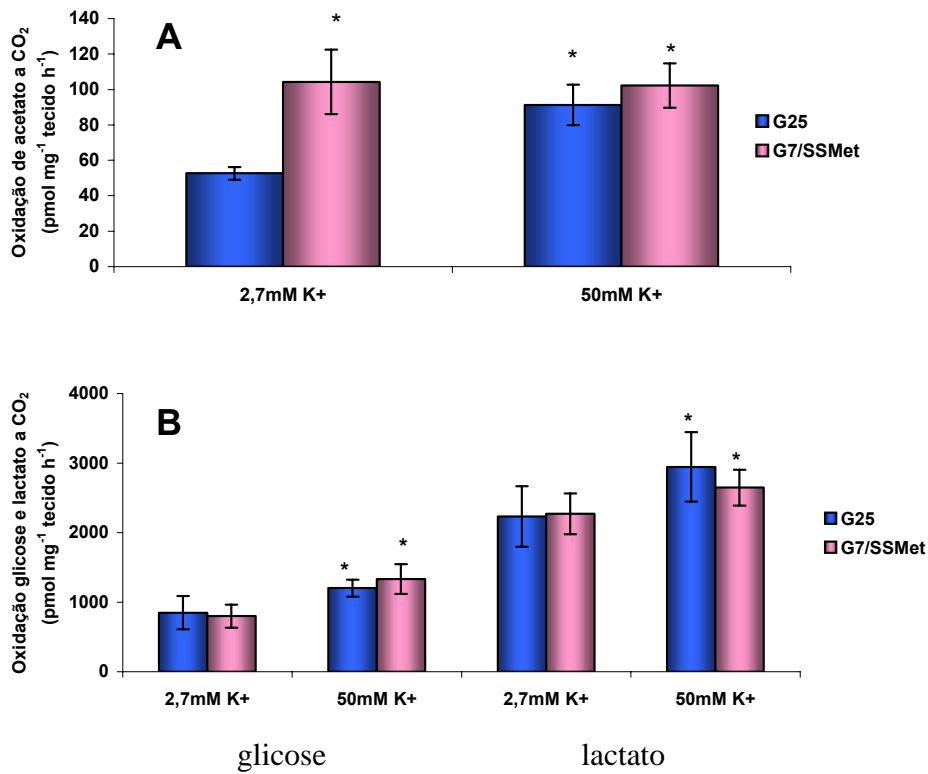 A
Oxidação de acetato a CO₂
(pmol mg⁻¹ tecido h⁻¹)
140
120
100
80
60
40
20
0
*
*
*
2,7mM K+
50mM K+
G25
G7/SSMet
B
Oxidação glicose e lactato a CO₂
(pmol mg⁻¹ tecido h⁻¹)
4000
3000
2000
1000
0
*
*
*
*
2,7mM K+
50mM K+
2,7mM K+
50mM K+
glicose
lactato
G25
G7/SSMet